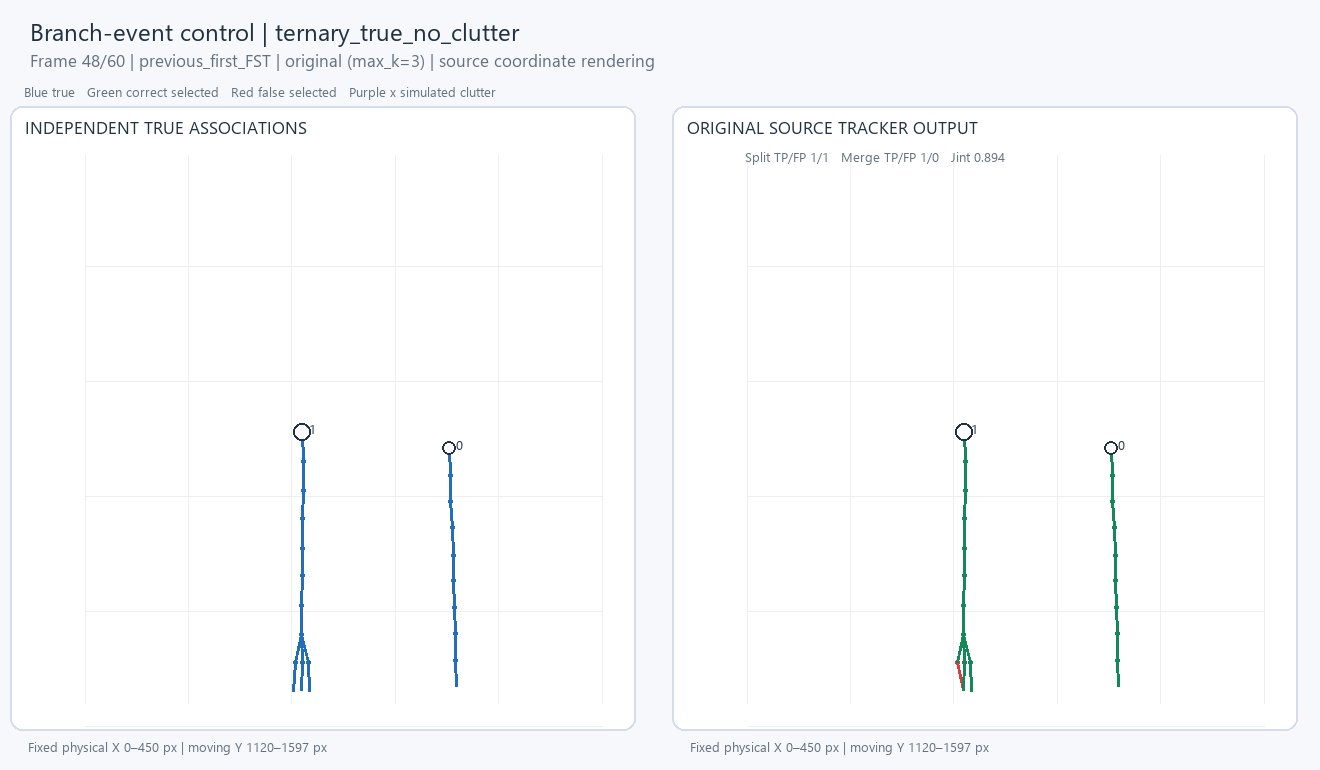 Branch-event control | ternary_true_no_clutter
Frame 48/60 | previous_first_FST | original (max_k=3) | source coordinate rendering
Blue true Green correct selected Red false selected Purple x simulated clutter
INDEPENDENT TRUE ASSOCIATIONS
1
0
Fixed physical X 0–450 px | moving Y 1120–1597 px
ORIGINAL SOURCE TRACKER OUTPUT
Split TP/FP 1/1 Merge TP/FP 1/0 Jint 0.894
1
0
Fixed physical X 0–450 px | moving Y 1120–1597 px